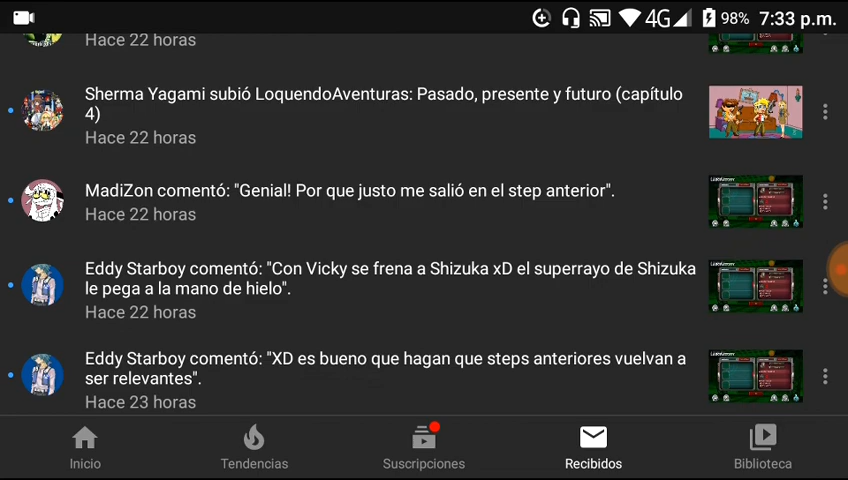 4G 98% 7:33 p.m.
Hace 22 horas
Sherma Yagami subió LoquendoAventuras: Pasado, presente y futuro (capítulo
4)
Hace 22 horas
MadiZon comentó: "Genial! Por que justo me salió en el step anterior".
Hace 22 horas
Eddy Starboy comentó: "Con Vicky se frena a Shizuka xD el superrayo de Shizuka
le pega a la mano de hielo".
Hace 22 horas
Eddy Starboy comentó: "XD es bueno que hagan que steps anteriores vuelvan a
ser relevantes".
Hace 23 horas
Inicio Tendencias Suscripciones Recibidos Biblioteca